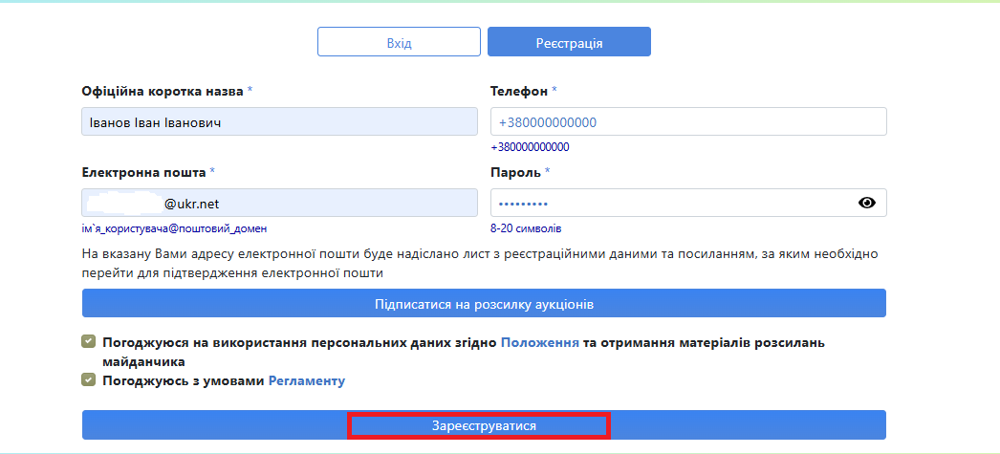 Вхід
Реєстрація
Офіційна коротка назва *
Телефон *
Іванов Іван Іванович
+380000000000
+380000000000
Електронна пошта *
Пароль *
@ukr.net
•••••••••
ім`я_користувача@поштовий_домен
8-20 символів
На вказану Вами адресу електронної пошти буде надіслано лист з реєстраційними даними та посиланням, за яким необхідно
перейти для підтвердження електронної пошти
Підписатися на розсилку аукціонів
Погоджуюся на використання персональних даних згідно Положення та отримання матеріалів розсилань
майданчика
Погоджуюсь з умовами Регламенту
Зареєструватися